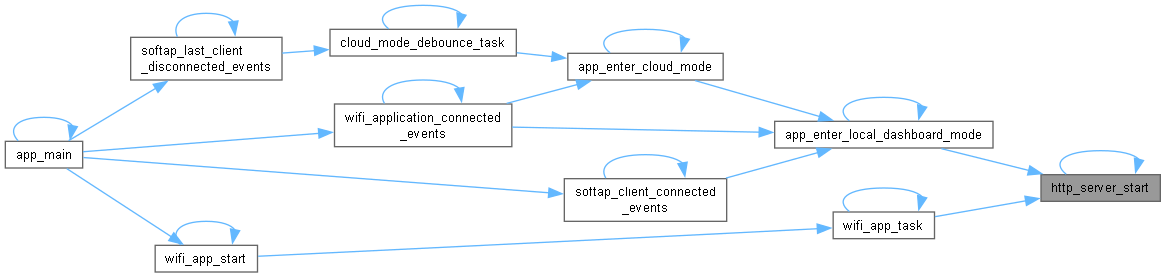 softap_last_client
_disconnected_events
cloud_mode_debounce_task
app_enter_cloud_mode
wifi_application_connected
_events
app_enter_local_dashboard_mode
app_main
softap_client_connected
_events
http_server_start
wifi_app_task
wifi_app_start